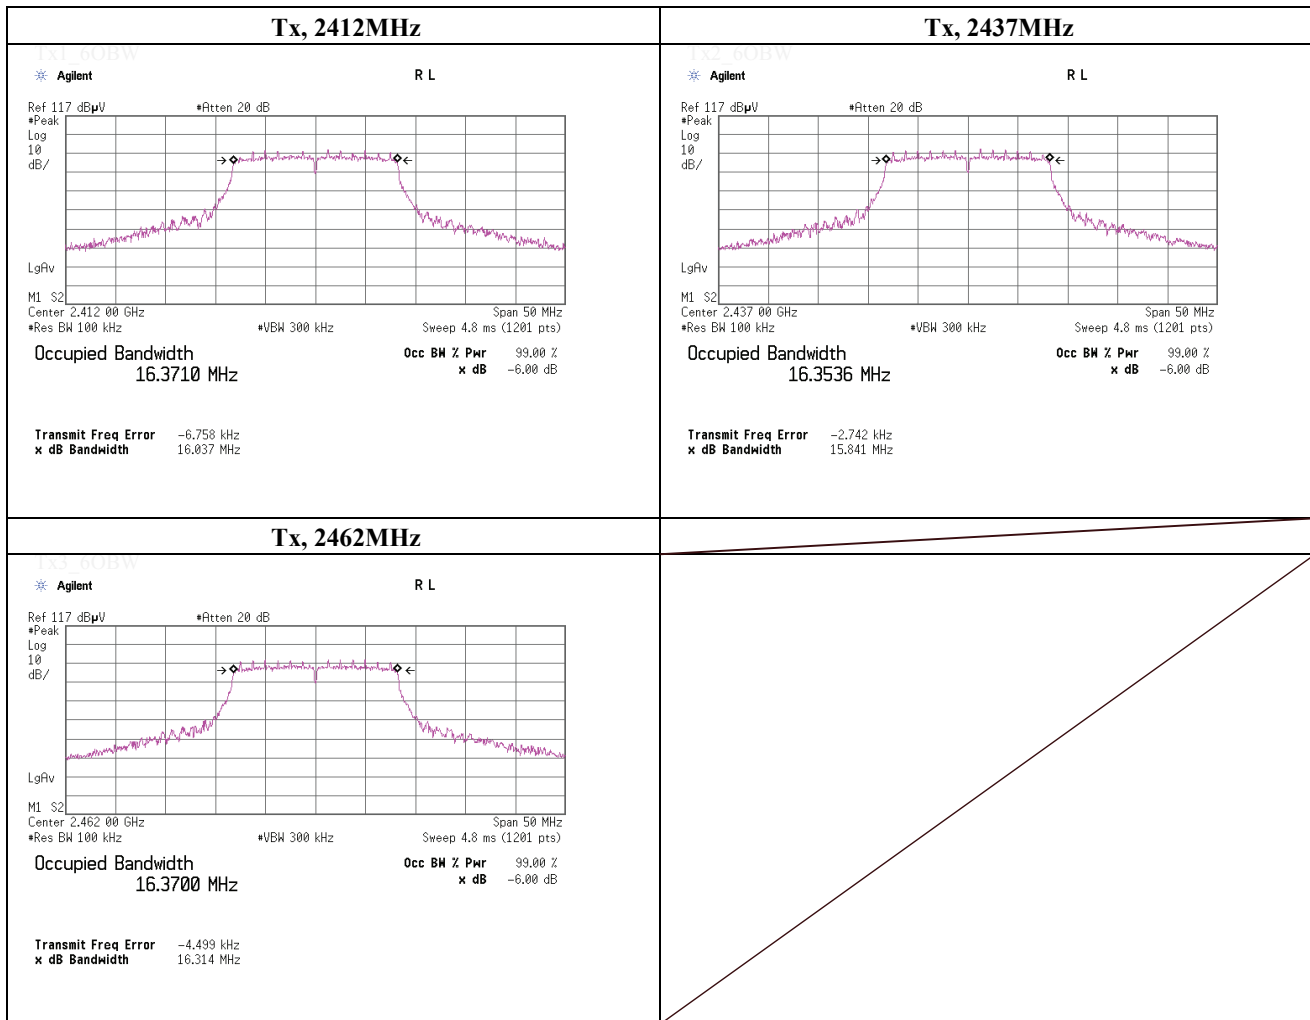 Tx, 2412MHz
Tx1_6OBW
Agilent
R L
Ref 117 dBµV #Atten 20 dB
#Peak
Log
10
dB/
LgAv
M1 S2
Center 2.412 00 GHz Span 50 MHz
#Res BW 100 kHz #VBW 300 kHz Sweep 4.8 ms (1201 pts)
Occupied Bandwidth
16.3710 MHz
Occ BW % Pwr 99.00 %
x dB -6.00 dB
Transmit Freq Error -6.758 kHz
x dB Bandwidth 16.037 MHz
Tx, 2437MHz
Tx2_6OBW
Agilent
R L
Ref 117 dBµV #Atten 20 dB
#Peak
Log
10
dB/
LgAv
M1 S2
Center 2.437 00 GHz Span 50 MHz
#Res BW 100 kHz #VBW 300 kHz Sweep 4.8 ms (1201 pts)
Occupied Bandwidth
16.3536 MHz
Occ BW % Pwr 99.00 %
x dB -6.00 dB
Transmit Freq Error -2.742 kHz
x dB Bandwidth 15.841 MHz
Tx, 2462MHz
Tx3_6OBW
Agilent
R L
Ref 117 dBµV #Atten 20 dB
#Peak
Log
10
dB/
LgAv
M1 S2
Center 2.462 00 GHz Span 50 MHz
#Res BW 100 kHz #VBW 300 kHz Sweep 4.8 ms (1201 pts)
Occupied Bandwidth
16.3700 MHz
Occ BW % Pwr 99.00 %
x dB -6.00 dB
Transmit Freq Error -4.499 kHz
x dB Bandwidth 16.314 MHz